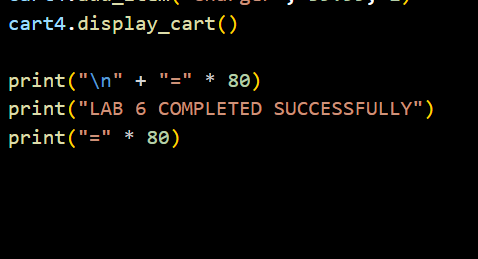 cart4.display_cart()
print("\n" + "=" * 80)
print("LAB 6 COMPLETED SUCCESSFULLY")
print("=" * 80)